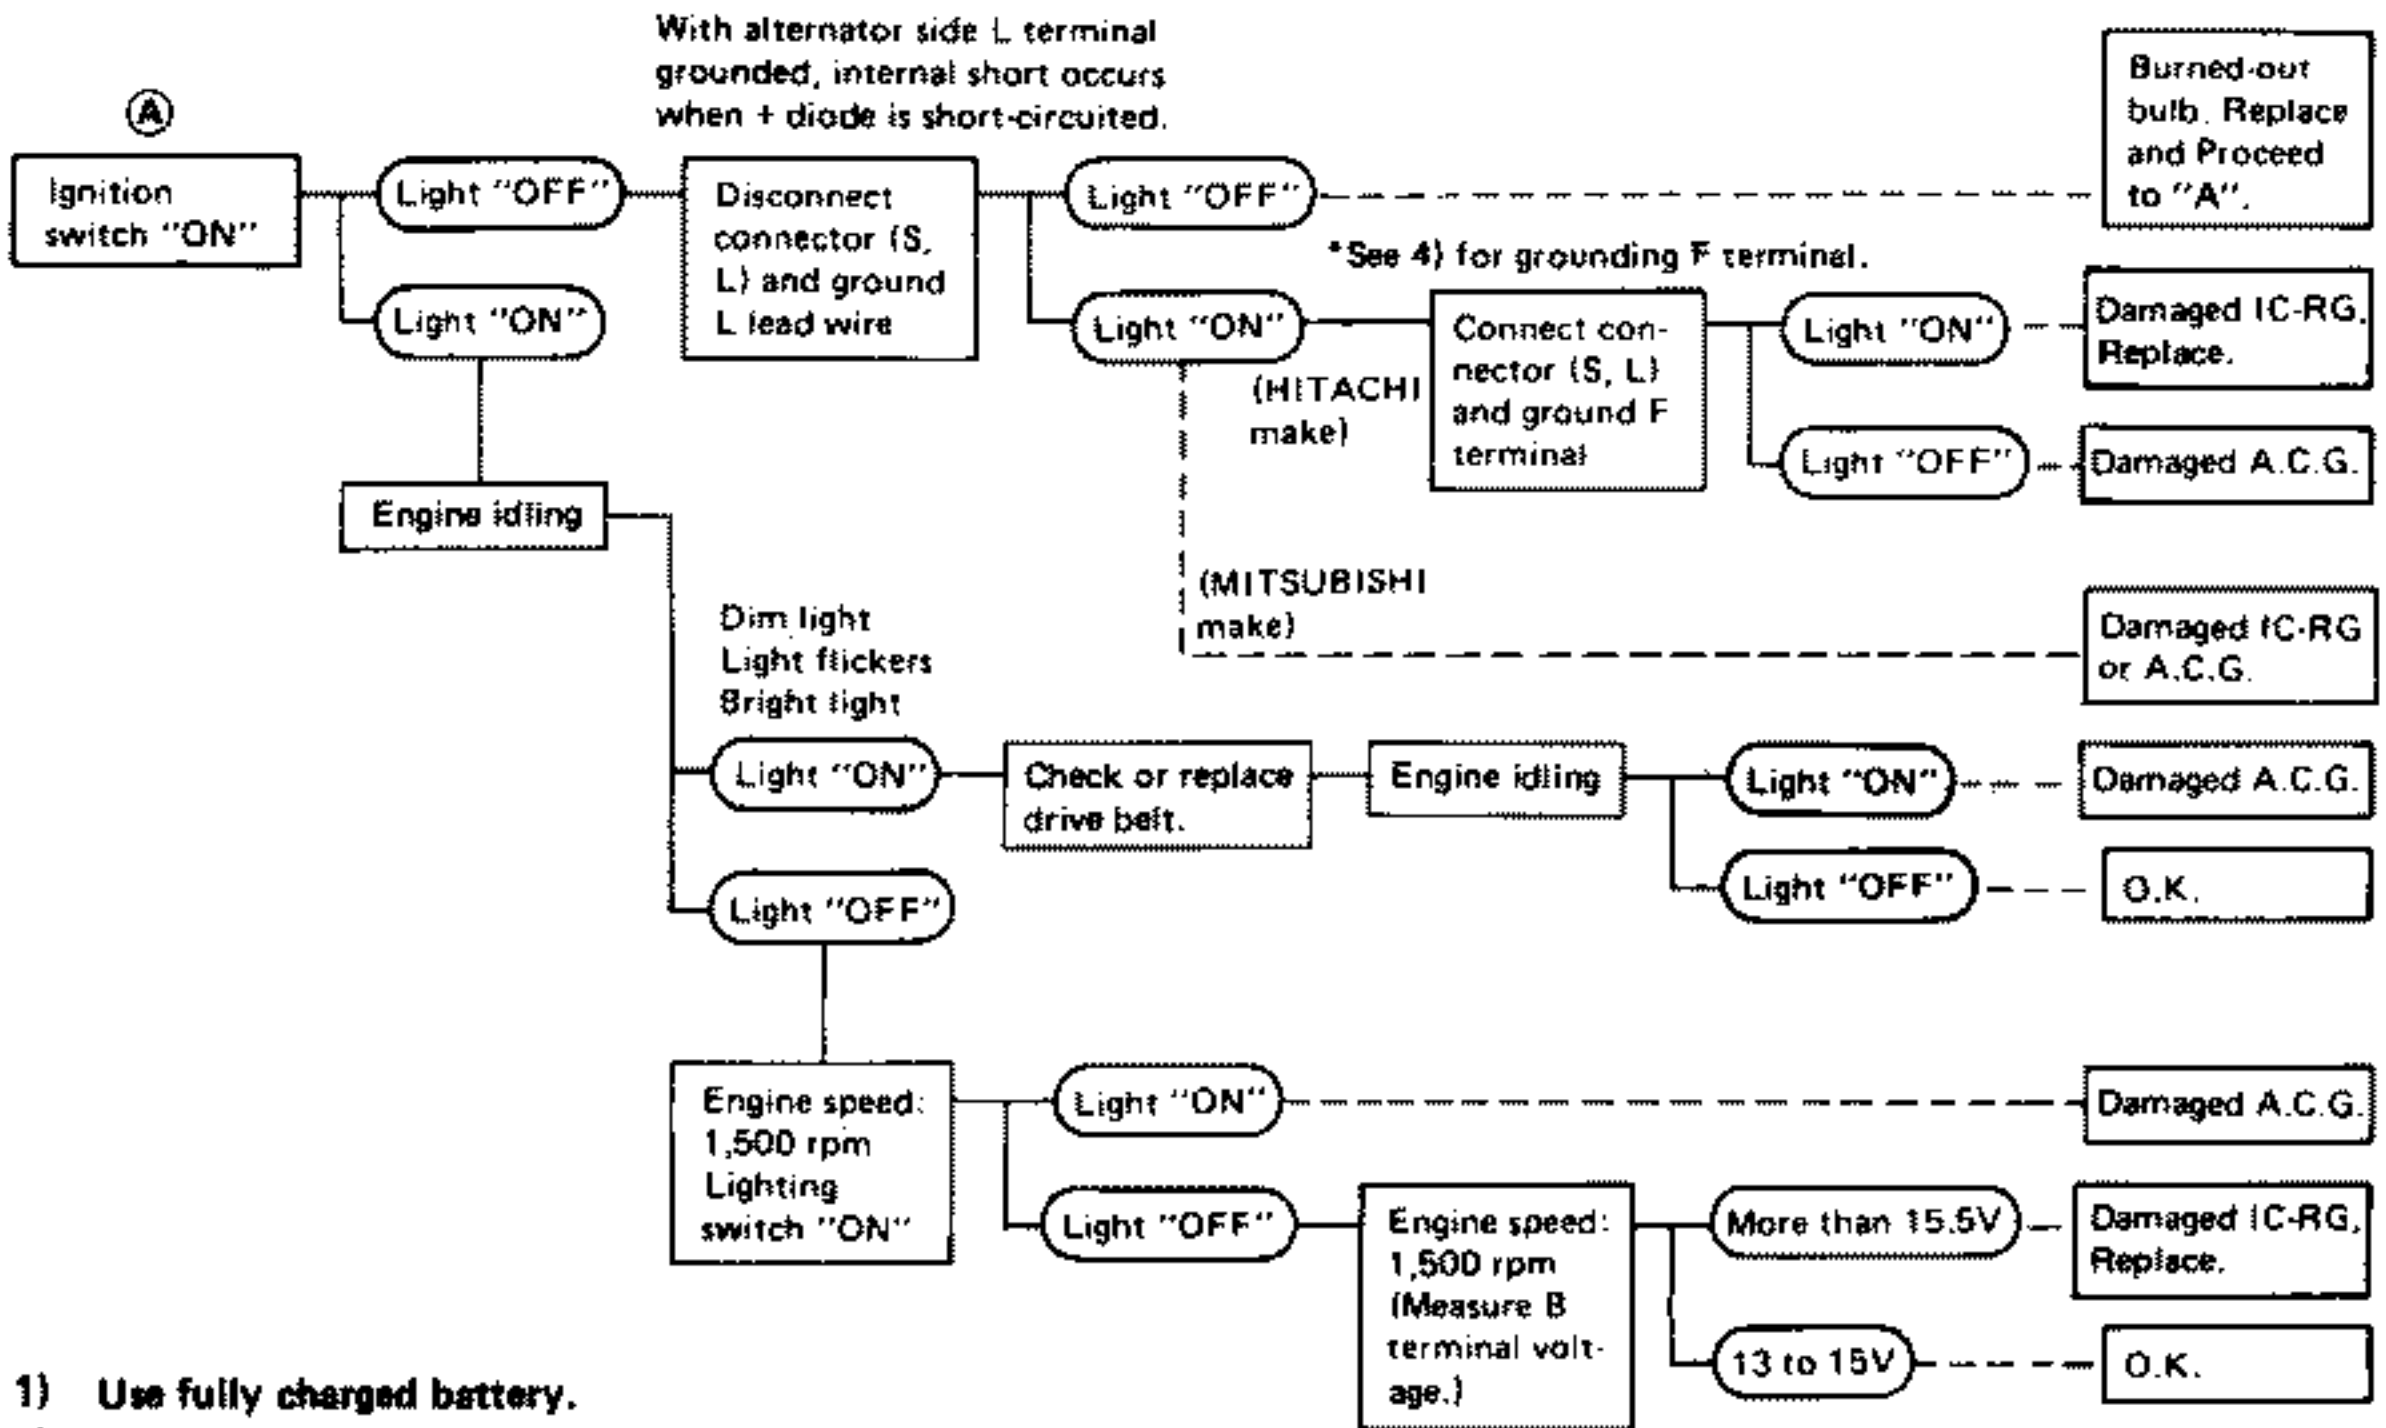 With alternator side L terminal
grounded, internal short occurs
when + diode is short-circuited.
A
Ignition
switch "ON"
Light "OFF"
Light "ON"
Disconnect
connector (S,
L) and ground
L lead wire
Light "OFF"
Burned-out
bulb. Replace
and Proceed
to "A".
*See 4) for grounding F terminal.
Light "ON"
(HITACHI
make)
Connect con-
nector (S, L)
and ground F
terminal
Light "ON"
Damaged IC-RG,
Replace.
Light "OFF"
Damaged A.C.G.
(MITSUBISHI
make)
Damaged IC-RG
or A.C.G.
Engine idling
Dim light
Light flickers
Bright light
Light "ON"
Check or replace
drive belt.
Engine idling
Light "ON"
Damaged A.C.G.
Light "OFF"
O.K.
Light "OFF"
Engine speed:
1,500 rpm
Lighting
switch "ON"
Light "ON"
Damaged A.C.G.
Light "OFF"
Engine speed:
1,500 rpm
(Measure B
terminal volt-
age.)
More than 15.5V
Damaged IC-RG,
Replace.
13 to 15V
O.K.
1) Use fully charged battery.